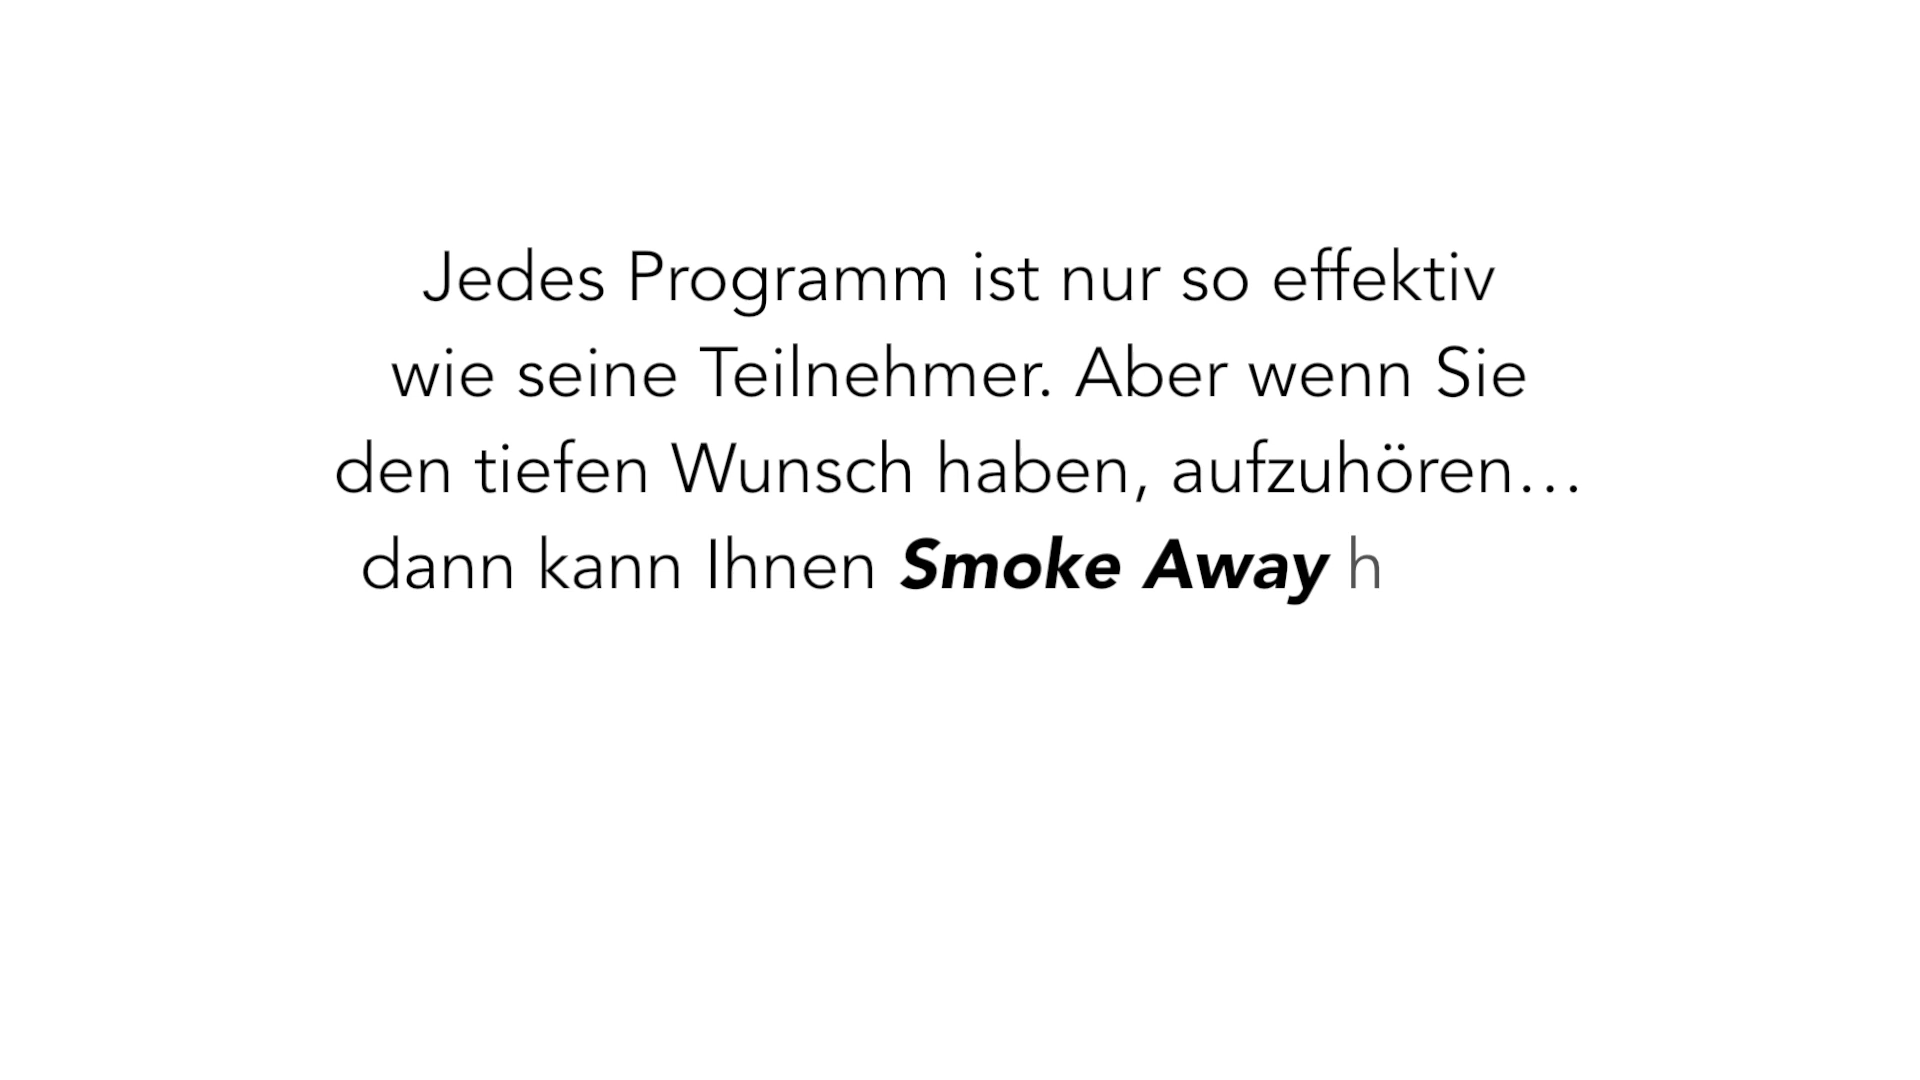 Jedes Programm ist nur so effektiv
wie seine Teilnehmer. Aber wenn Sie
den tiefen Wunsch haben, aufzuhören…
dann kann Ihnen Smoke Away h